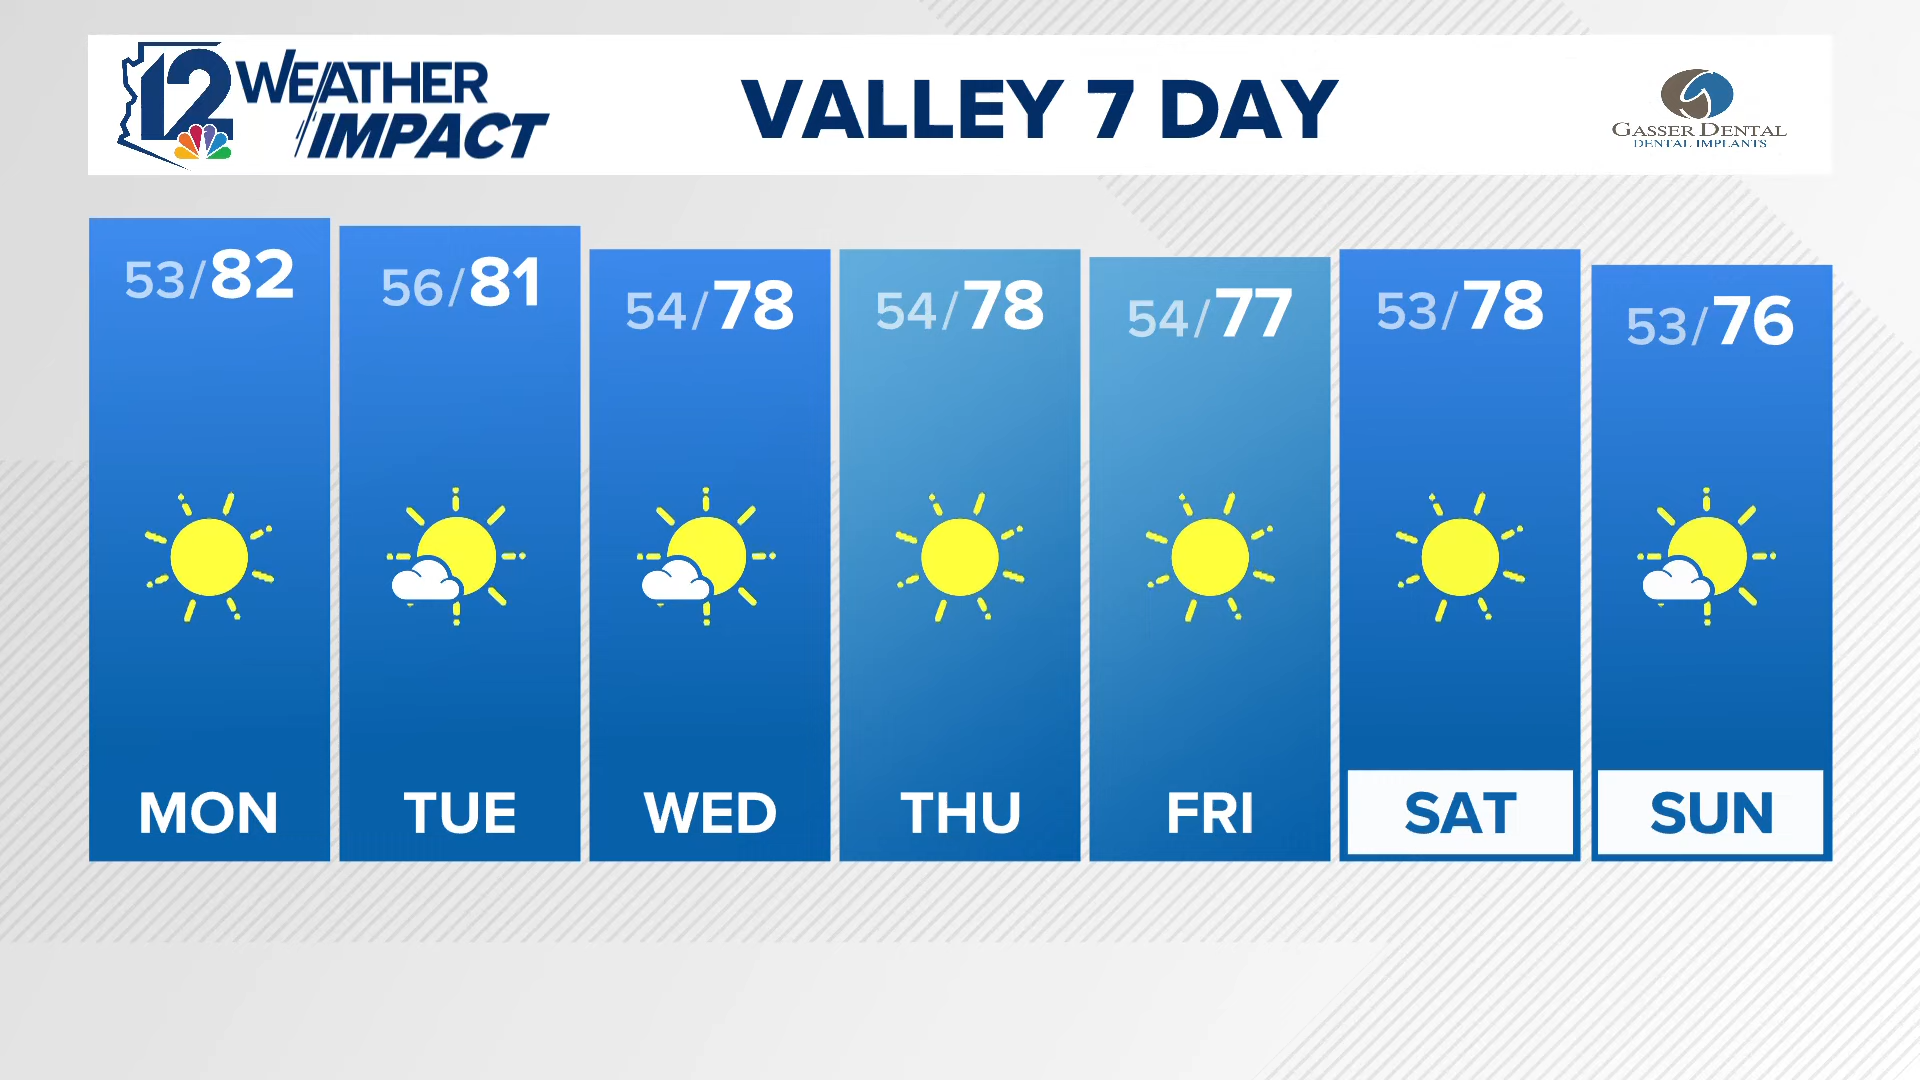 12 WEATHER
IMPACT
VALLEY 7 DAY
GASSER DENTAL
DENTAL IMPLANTS
53/82
56/81
54/78
54/78
54/77
53/78
53/76
MON
TUE
WED
THU
FRI
SAT
SUN